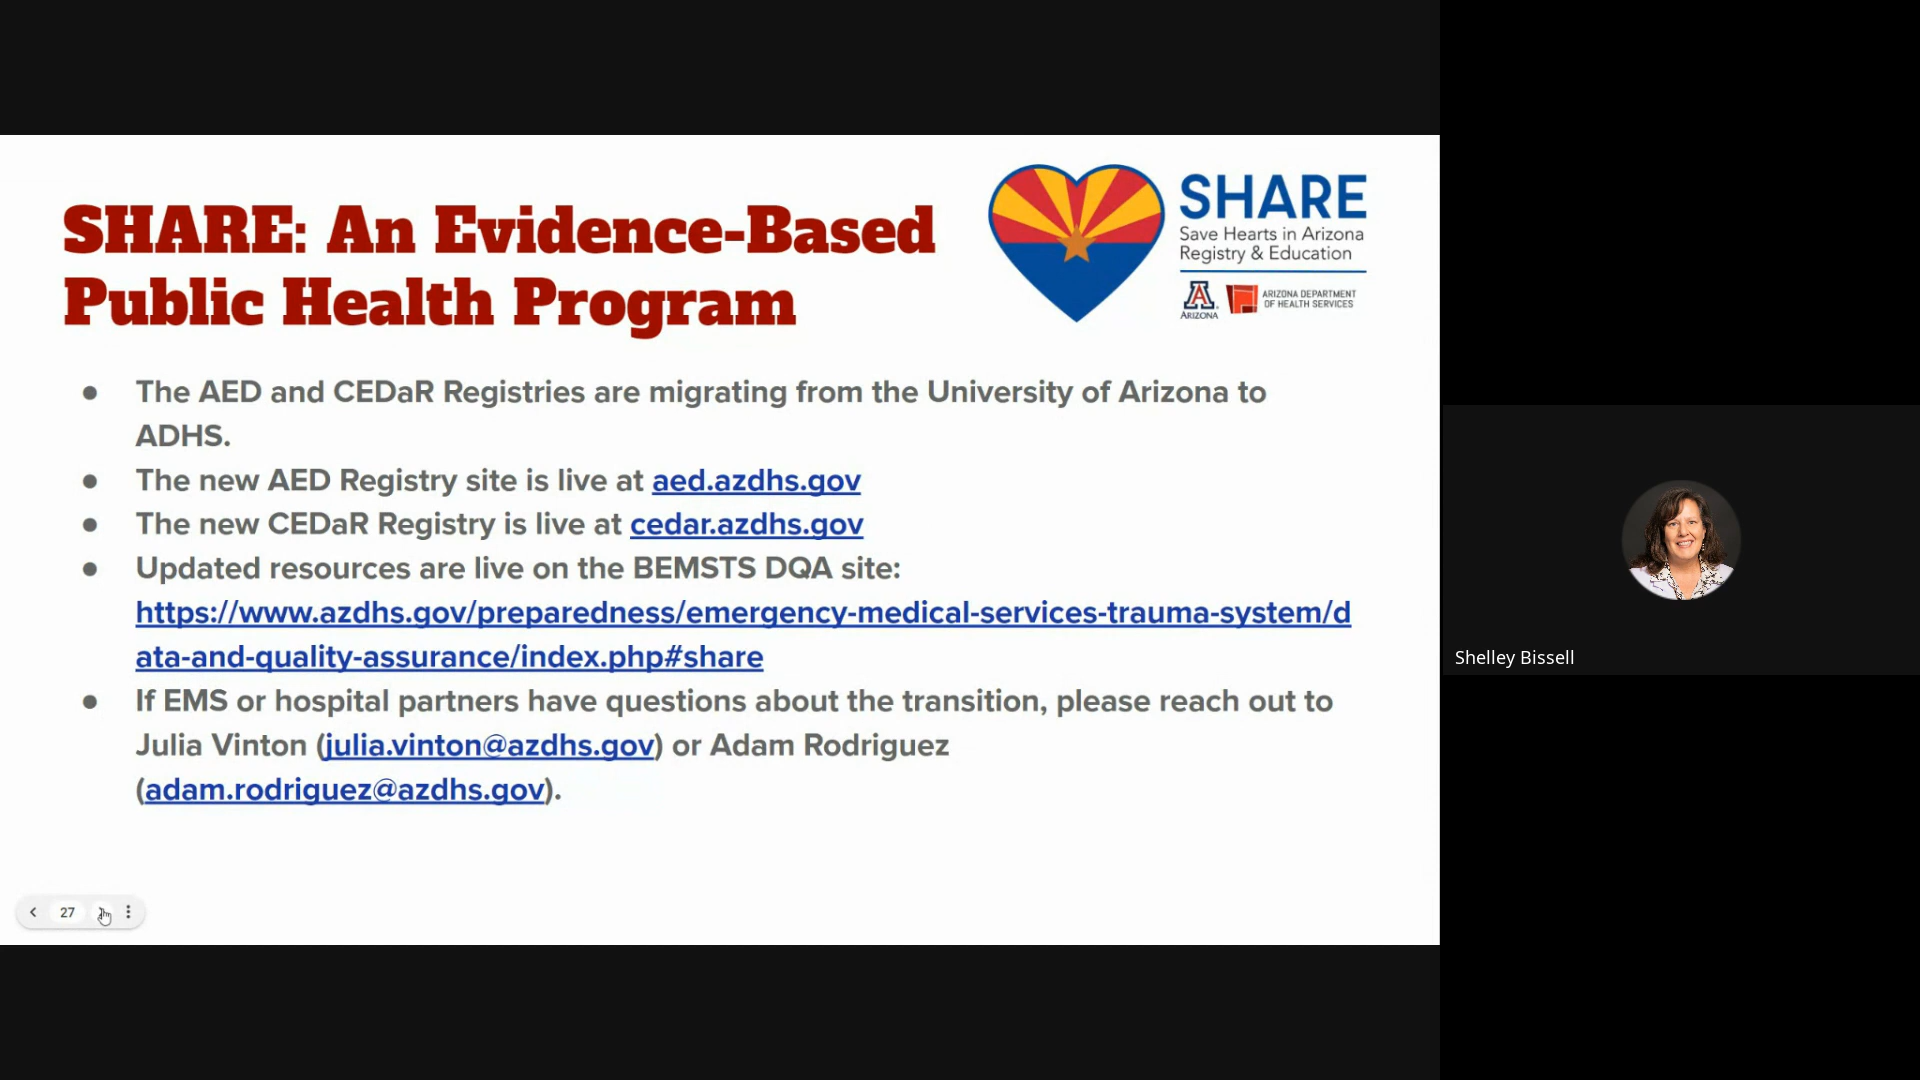 SHARE: An Evidence-Based
Public Health Program
SHARE
Save Hearts in Arizona
Registry & Education
A
ARIZONA
ARIZONA DEPARTMENT
OF HEALTH SERVICES
● The AED and CEDaR Registries are migrating from the University of Arizona to
ADHS.
● The new AED Registry site is live at aed.azdhs.gov
● The new CEDaR Registry is live at cedar.azdhs.gov
● Updated resources are live on the BEMSTS DQA site:
https://www.azdhs.gov/preparedness/emergency-medical-services-trauma-system/d
ata-and-quality-assurance/index.php#share
● If EMS or hospital partners have questions about the transition, please reach out to
Julia Vinton (julia.vinton@azdhs.gov) or Adam Rodriguez
(adam.rodriguez@azdhs.gov).
27
Shelley Bissell